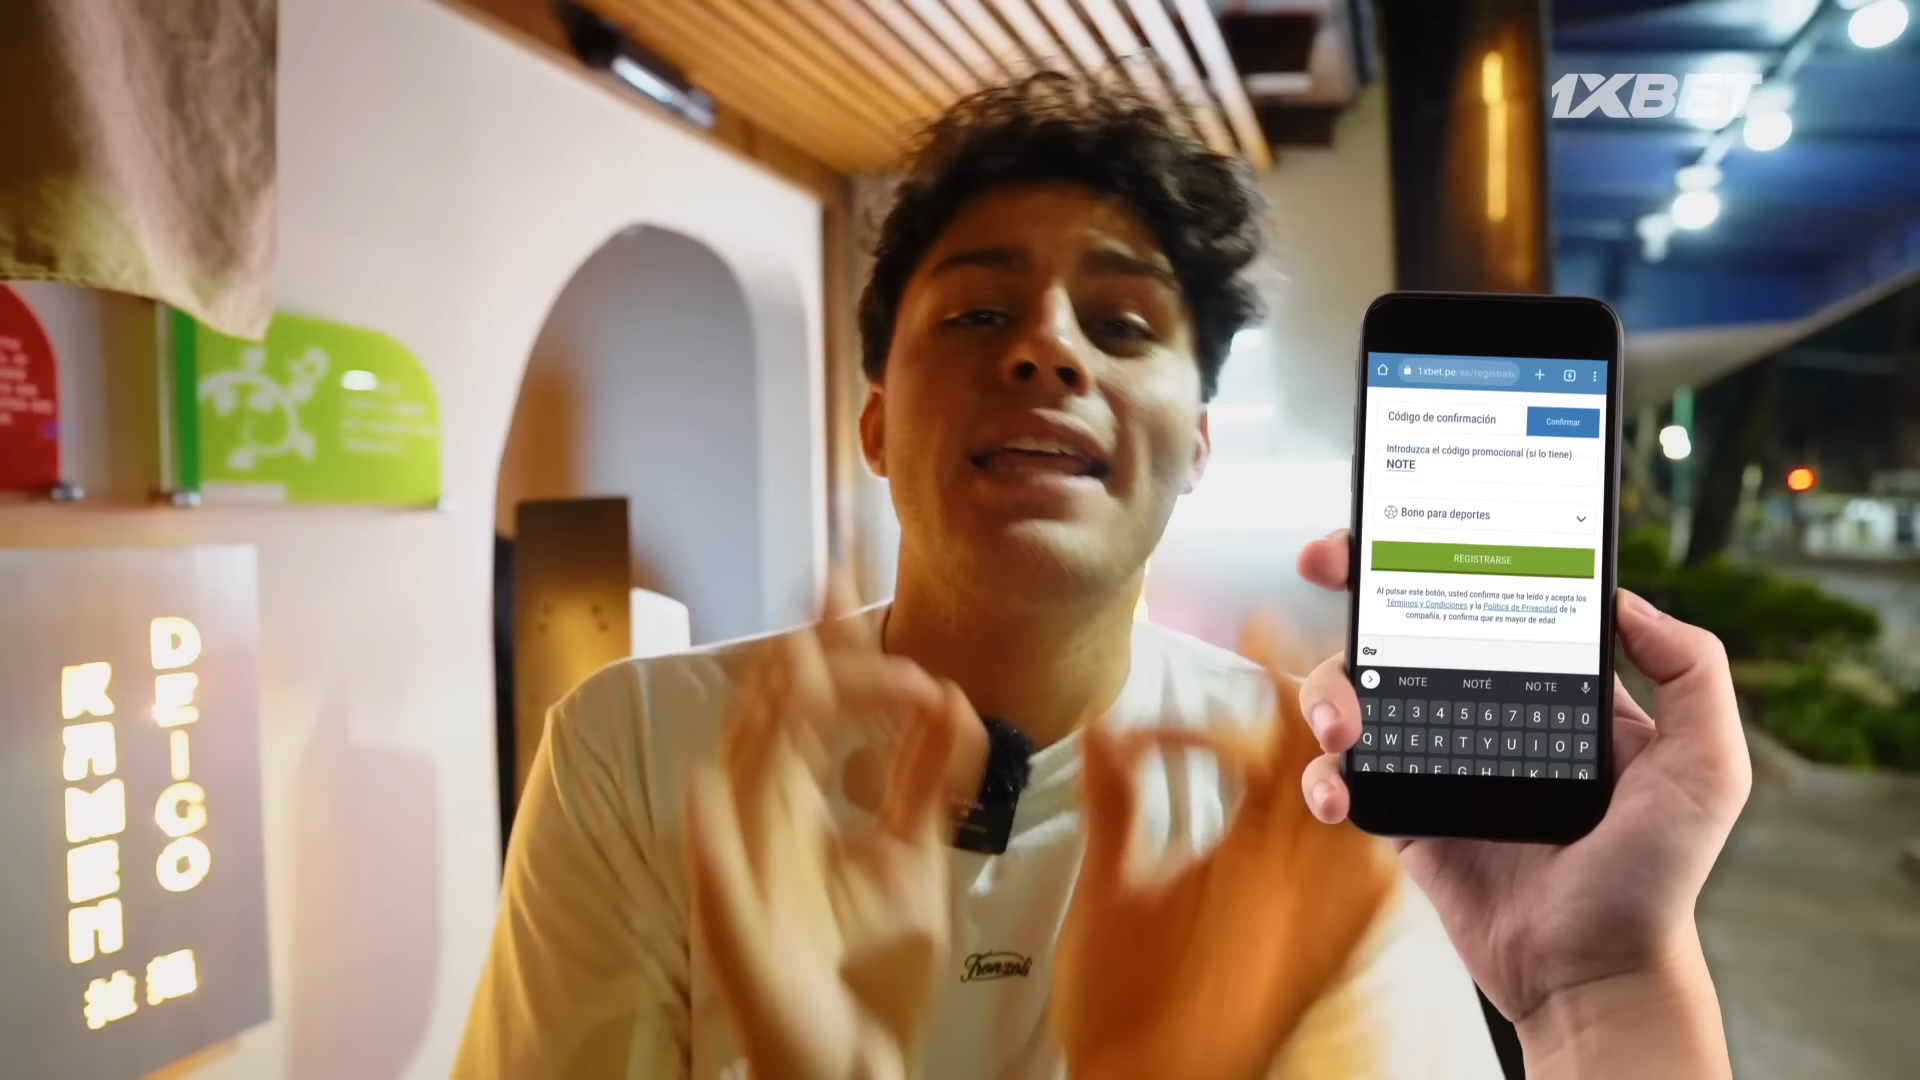 1XBET
DEIGO
RAMEN
1xbet.pe/es/registrati
Código de confirmación
Confirmar
Introduzca el código promocional (si lo tiene)
NOTE
Bono para deportes
REGISTRARSE
Al pulsar este botón, usted confirma que ha leído y acepta los
Términos y Condiciones y la Política de Privacidad de la
compañía, y confirma que es mayor de edad
NOTE NOTÉ NO TE
1 2 3 4 5 6 7 8 9 0
Q W E R T Y U I O P
A S D F G H J K L Ñ
Fronzoli